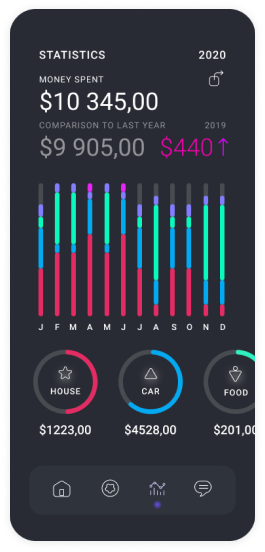 STATISTICS 2020
MONEY SPENT
$10 345,00
COMPARISON TO LAST YEAR 2019
$9 905,00 $440↑
J F M A M J J A S O N D
HOUSE CAR FOOD
$1223,00 $4528,00 $201,00